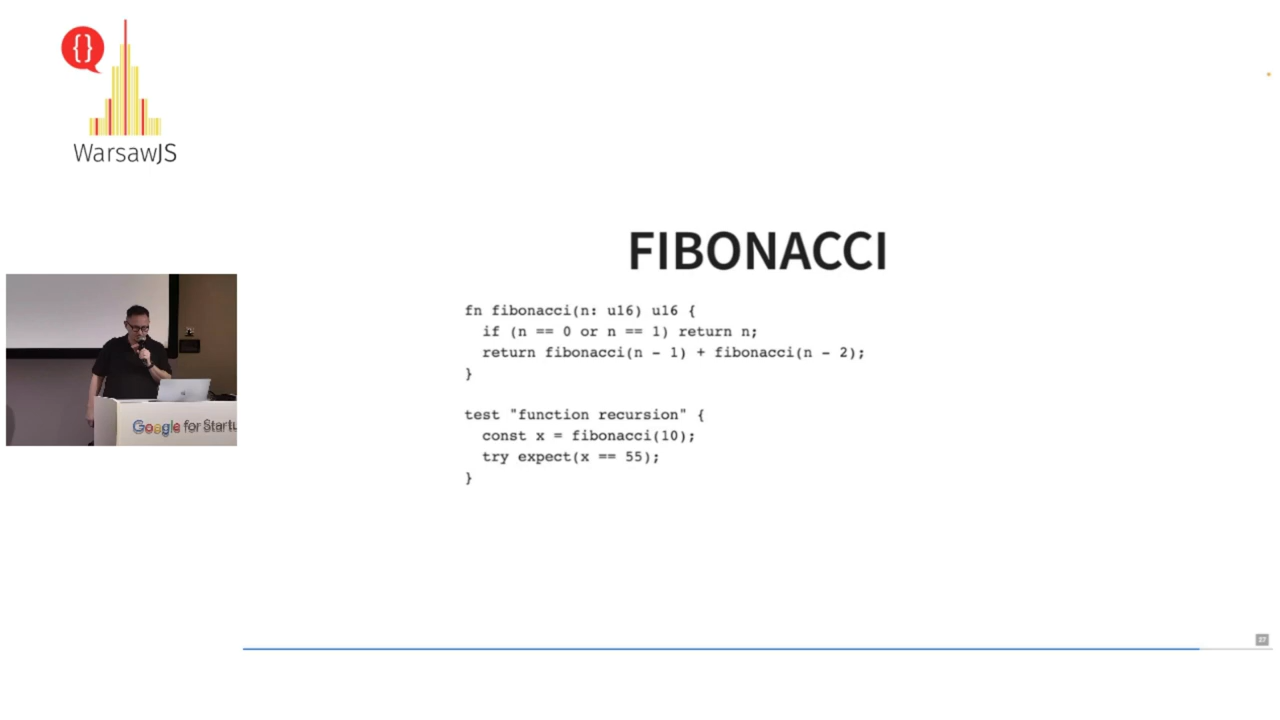 {}
WarsawJS
FIBONACCI
fn fibonacci(n: u16) u16 {
if (n == 0 or n == 1) return n;
return fibonacci(n - 1) + fibonacci(n - 2);
}
test "function recursion" {
const x = fibonacci(10);
try expect(x == 55);
}
Google for Startu
27